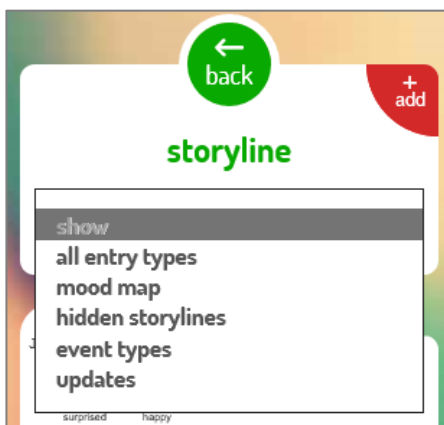 ←
back
+
add
storyline
show
all entry types
mood map
hidden storylines
event types
updates
surprised happy